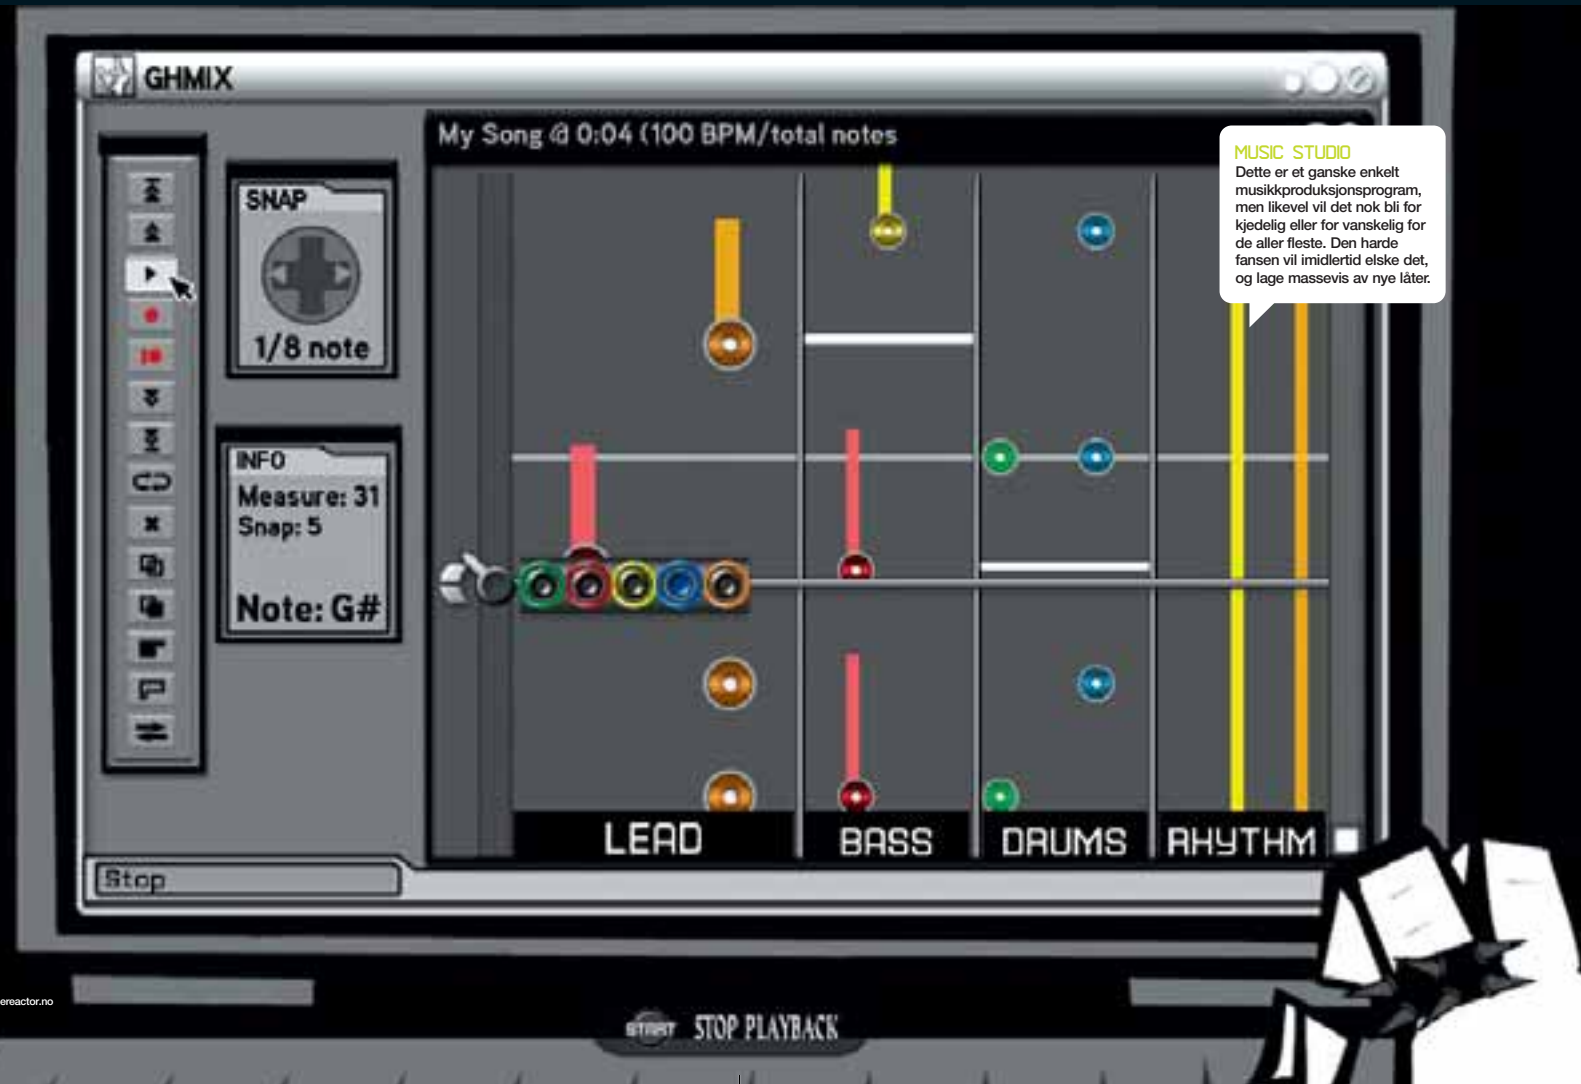 GHMIX
My Song @ 0:04 (100 BPM/total notes
MUSIC STUDIO
Dette er et ganske enkelt
musikkproduksjonsprogram,
men likevel vil det nok bli for
kjedelig eller for vanskelig for
de aller fleste. Den harde
fansen vil imidlertid elske det,
og lage massevis av nye låter.
SNAP
1/8 note
INFO
Measure: 31
Snap: 5
Note: G#
LEAD
BASS
DRUMS
RHYTHM
Stop
ereactor.no
START STOP PLAYBACK